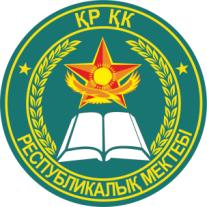 ҚР ҚК
РЕСПУБЛИКАЛЫҚ МЕКТЕБІ